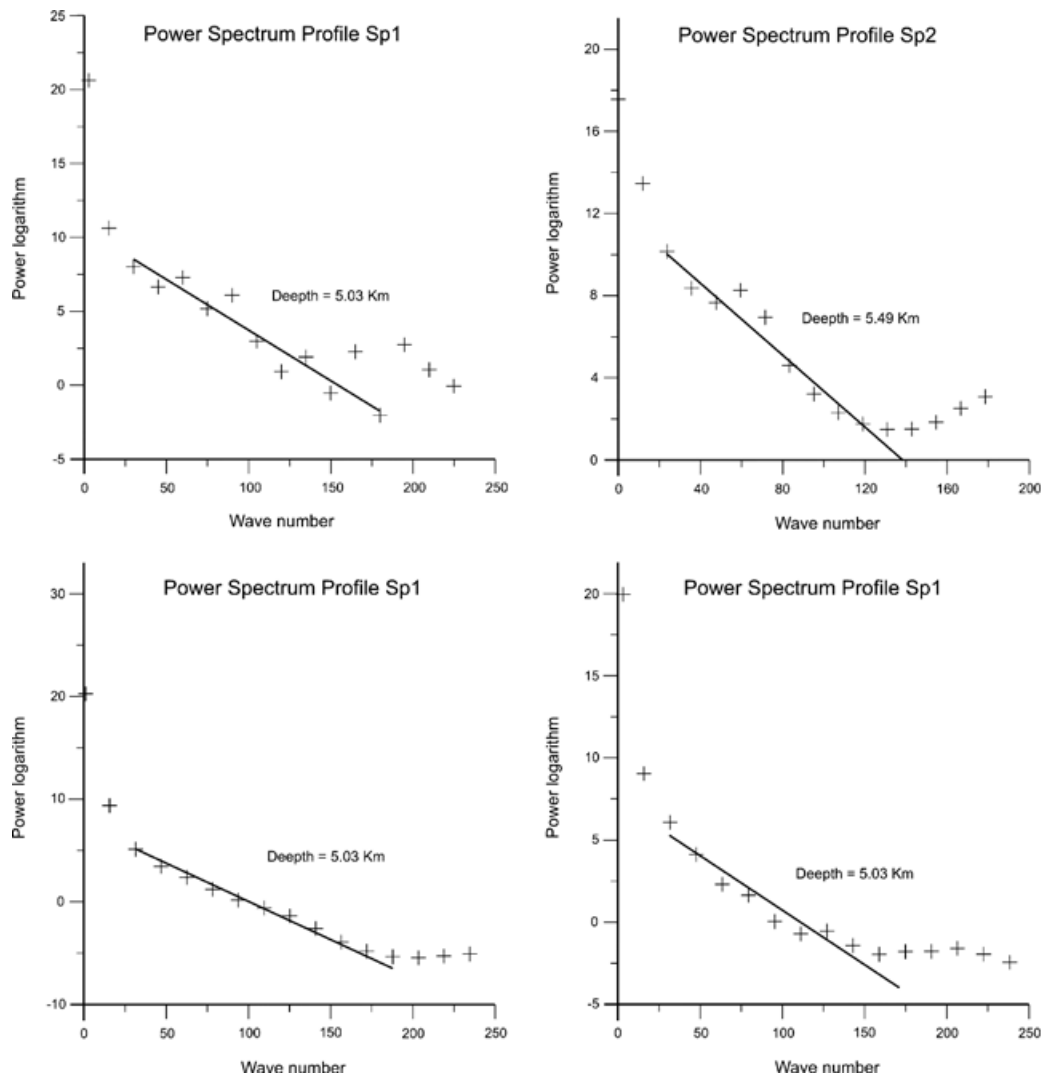 Power Spectrum Profile Sp1
Power logarithm
25
20
15
10
5
0
-5
Deepth = 5.03 Km
0 50 100 150 200 250
Wave number
Power Spectrum Profile Sp2
Power logarithm
20
16
12
8
4
0
Deepth = 5.49 Km
0 40 80 120 160 200
Wave number
Power Spectrum Profile Sp1
Power logarithm
30
20
10
0
-10
Deepth = 5.03 Km
0 50 100 150 200 250
Wave number
Power Spectrum Profile Sp1
Power logarithm
20
15
10
5
0
-5
Deepth = 5.03 Km
0 50 100 150 200 250
Wave number